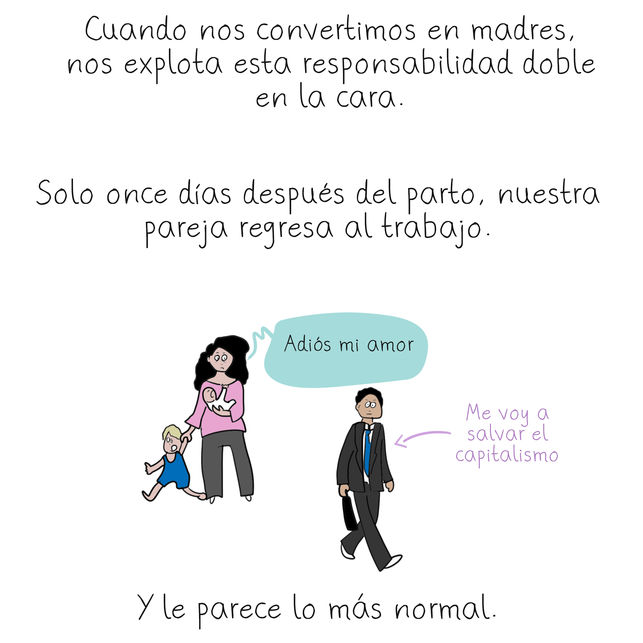 Cuando nos convertimos en madres,
nos explota esta responsabilidad doble
en la cara.
Solo once días después del parto, nuestra
pareja regresa al trabajo.
Adiós mi amor
Me voy a
salvar el
capitalismo
Y le parece lo más normal.